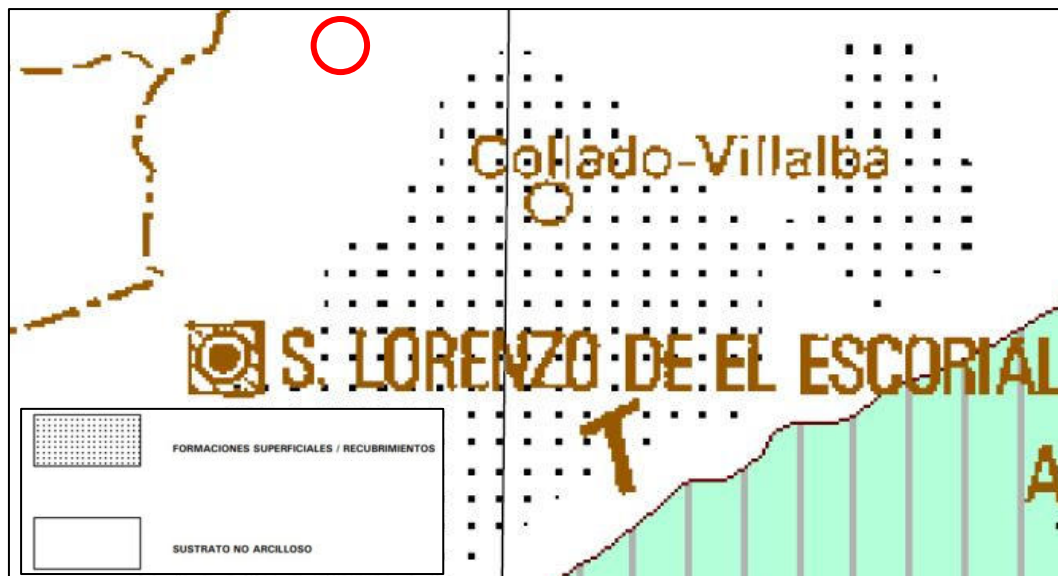 Collado-Villalba
S. LORENZO DE EL ESCORIAL
T
A
FORMACIONES SUPERFICIALES / RECUBRIMIENTOS
SUSTRATO NO ARCILLOSO